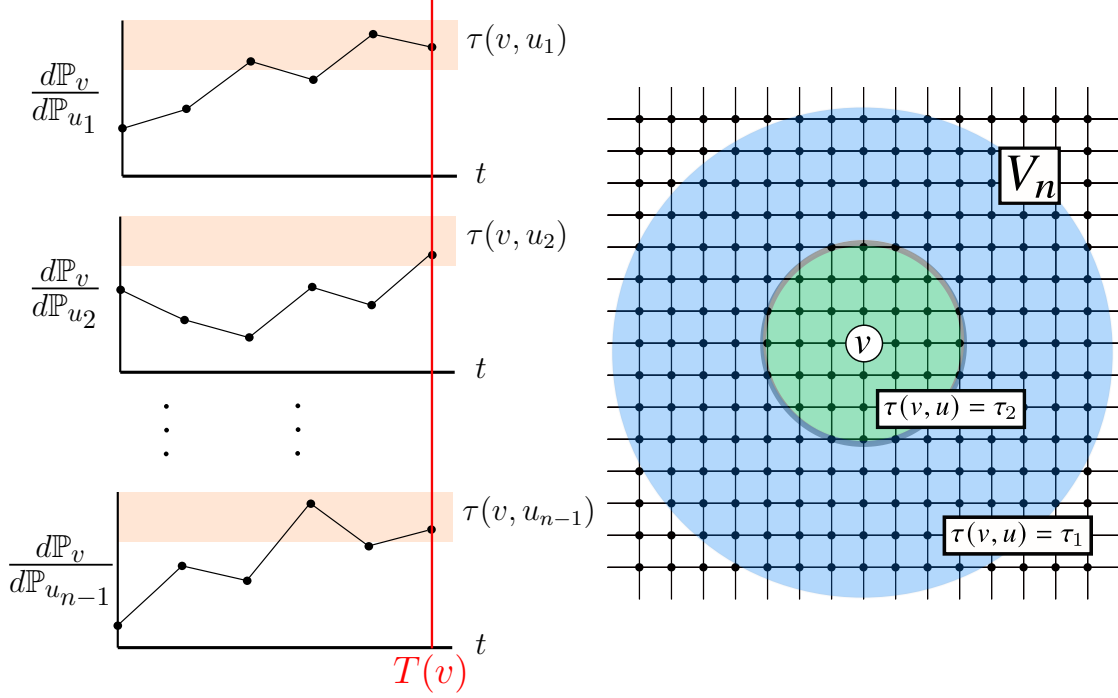 dℙ_v / dℙ_{u_1}
τ(v, u_1)
t
dℙ_v / dℙ_{u_2}
τ(v, u_2)
t
dℙ_v / dℙ_{u_{n−1}}
τ(v, u_{n−1})
t
T(v)
V_n
v
τ(v, u) = τ_2
τ(v, u) = τ_1